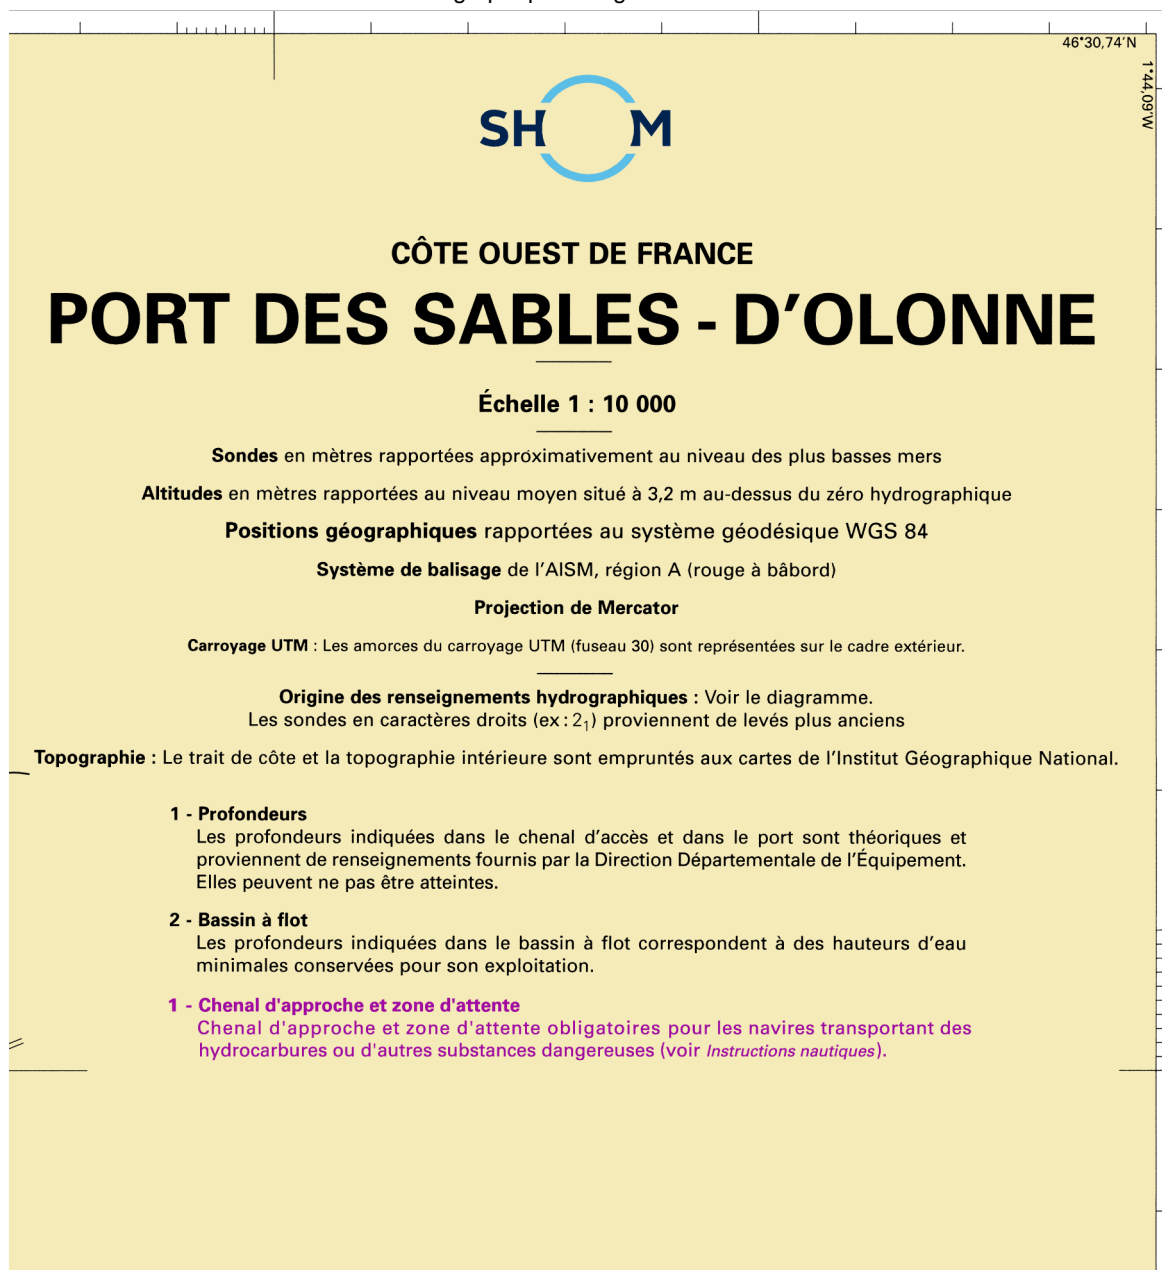 46°30,74'N
1°44,09'W
SHOM
CÔTE OUEST DE FRANCE
PORT DES SABLES - D'OLONNE
Échelle 1 : 10 000
Sondes en mètres rapportées approximativement au niveau des plus basses mers
Altitudes en mètres rapportées au niveau moyen situé à 3,2 m au-dessus du zéro hydrographique
Positions géographiques rapportées au système géodésique WGS 84
Système de balisage de l'AISM, région A (rouge à bâbord)
Projection de Mercator
Carroyage UTM : Les amorces du carroyage UTM (fuseau 30) sont représentées sur le cadre extérieur.
Origine des renseignements hydrographiques : Voir le diagramme.
Les sondes en caractères droits (ex : 2₁) proviennent de levés plus anciens
Topographie : Le trait de côte et la topographie intérieure sont empruntés aux cartes de l'Institut Géographique National.
1 - Profondeurs
Les profondeurs indiquées dans le chenal d'accès et dans le port sont théoriques et
proviennent de renseignements fournis par la Direction Départementale de l'Équipement.
Elles peuvent ne pas être atteintes.
2 - Bassin à flot
Les profondeurs indiquées dans le bassin à flot correspondent à des hauteurs d'eau
minimales conservées pour son exploitation.
1 - Chenal d'approche et zone d'attente
Chenal d'approche et zone d'attente obligatoires pour les navires transportant des
hydrocarbures ou d'autres substances dangereuses (voir Instructions nautiques).